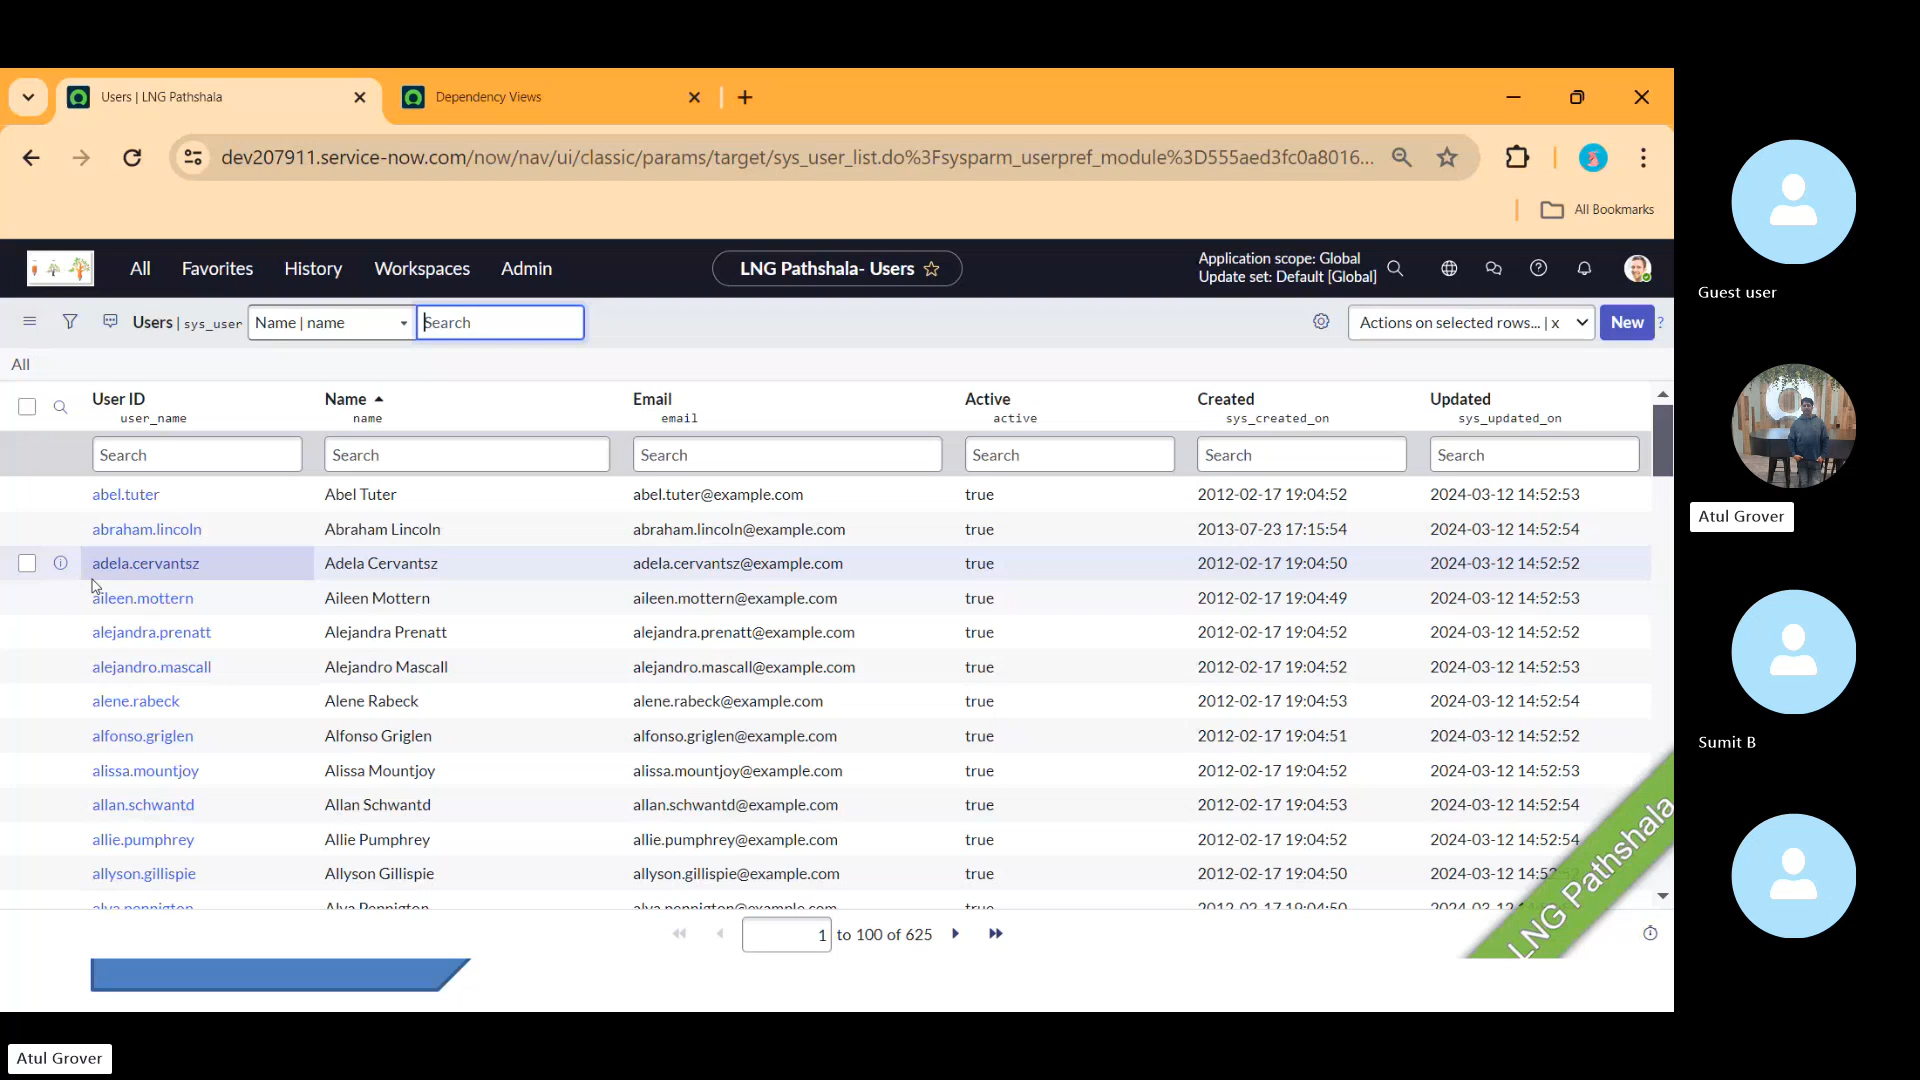 Users | LNG Pathshala
Dependency Views
dev207911.service-now.com/now/nav/ui/classic/params/target/sys_user_list.do%3Fsysparm_userpref_module%3D555aed3fc0a8016...
All Bookmarks
All Favorites History Workspaces Admin
LNG Pathshala- Users
Application scope: Global
Update set: Default [Global]
Users | sys_user
Name | name
Search
Actions on selected rows... | x
New
?
All
User ID Name Email Active Created Updated
user_name name email active sys_created_on sys_updated_on
Search Search Search Search Search Search
abel.tuter Abel Tuter abel.tuter@example.com true 2012-02-17 19:04:52 2024-03-12 14:52:53
abraham.lincoln Abraham Lincoln abraham.lincoln@example.com true 2013-07-23 17:15:54 2024-03-12 14:52:54
adela.cervantsz Adela Cervantsz adela.cervantsz@example.com true 2012-02-17 19:04:50 2024-03-12 14:52:52
aileen.mottern Aileen Mottern aileen.mottern@example.com true 2012-02-17 19:04:49 2024-03-12 14:52:53
alejandra.prenatt Alejandra Prenatt alejandra.prenatt@example.com true 2012-02-17 19:04:52 2024-03-12 14:52:52
alejandro.mascall Alejandro Mascall alejandro.mascall@example.com true 2012-02-17 19:04:52 2024-03-12 14:52:53
alene.rabeck Alene Rabeck alene.rabeck@example.com true 2012-02-17 19:04:53 2024-03-12 14:52:54
alfonso.griglen Alfonso Griglen alfonso.griglen@example.com true 2012-02-17 19:04:51 2024-03-12 14:52:52
alissa.mountjoy Alissa Mountjoy alissa.mountjoy@example.com true 2012-02-17 19:04:52 2024-03-12 14:52:53
allan.schwantd Allan Schwantd allan.schwantd@example.com true 2012-02-17 19:04:53 2024-03-12 14:52:54
allie.pumphrey Allie Pumphrey allie.pumphrey@example.com true 2012-02-17 19:04:52 2024-03-12 14:52:54
allyson.gillispie Allyson Gillispie allyson.gillispie@example.com true 2012-02-17 19:04:50 2024-03-12
1 to 100 of 625
LNG Pathshala
Guest user
Atul Grover
Sumit B
Atul Grover